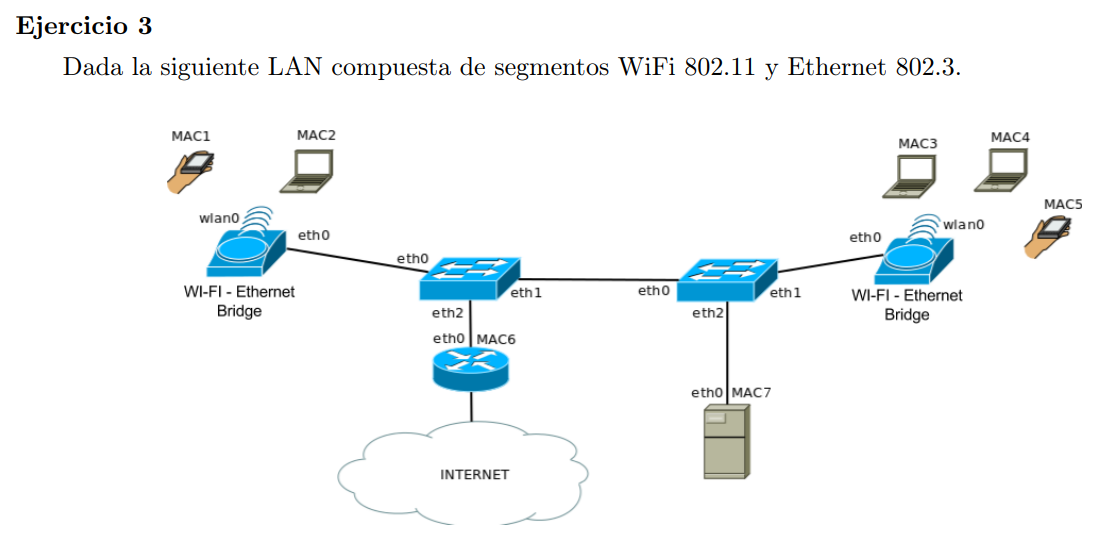 Ejercicio 3
Dada la siguiente LAN compuesta de segmentos WiFi 802.11 y Ethernet 802.3.
MAC1
MAC2
MAC3
MAC4
MAC5
wlan0
eth0
eth0
eth1
eth0
eth1
eth0
wlan0
WI-FI - Ethernet
Bridge
WI-FI - Ethernet
Bridge
eth2
eth2
eth0
MAC6
eth0
MAC7
INTERNET